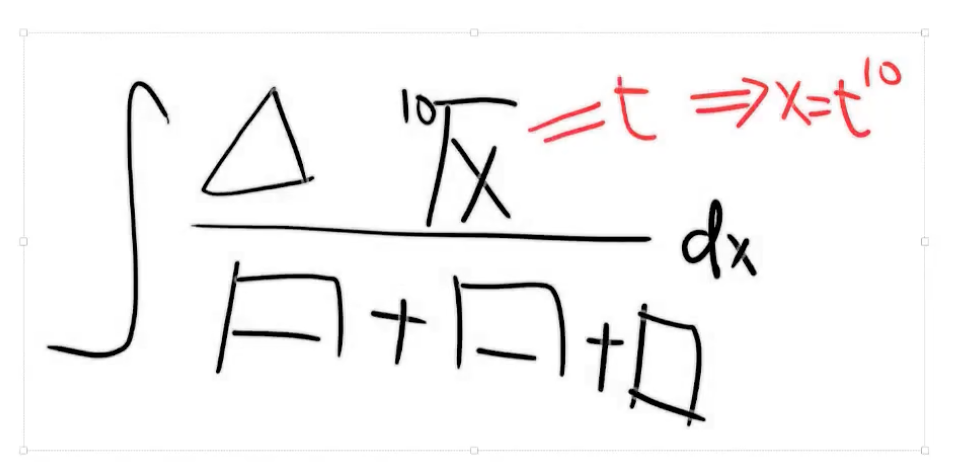 ∫ (Δ ¹⁰√x) / (□ + □ + □) dx
= t ⇒ x = t¹⁰